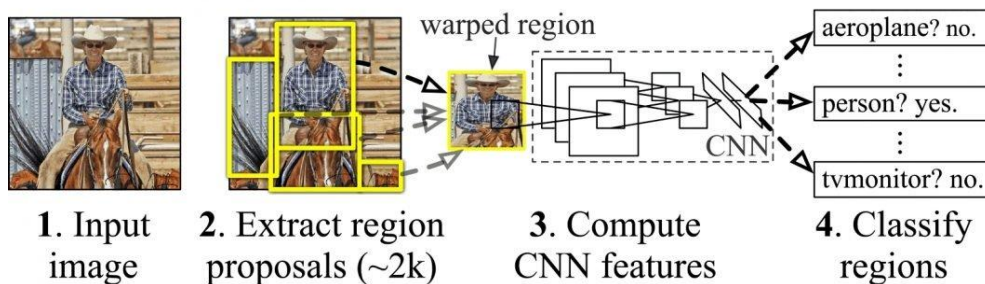 warped region
aeroplane? no.
person? yes.
CNN
tvmonitor? no.
1. Input
image
2. Extract region
proposals (~2k)
3. Compute
CNN features
4. Classify
regions